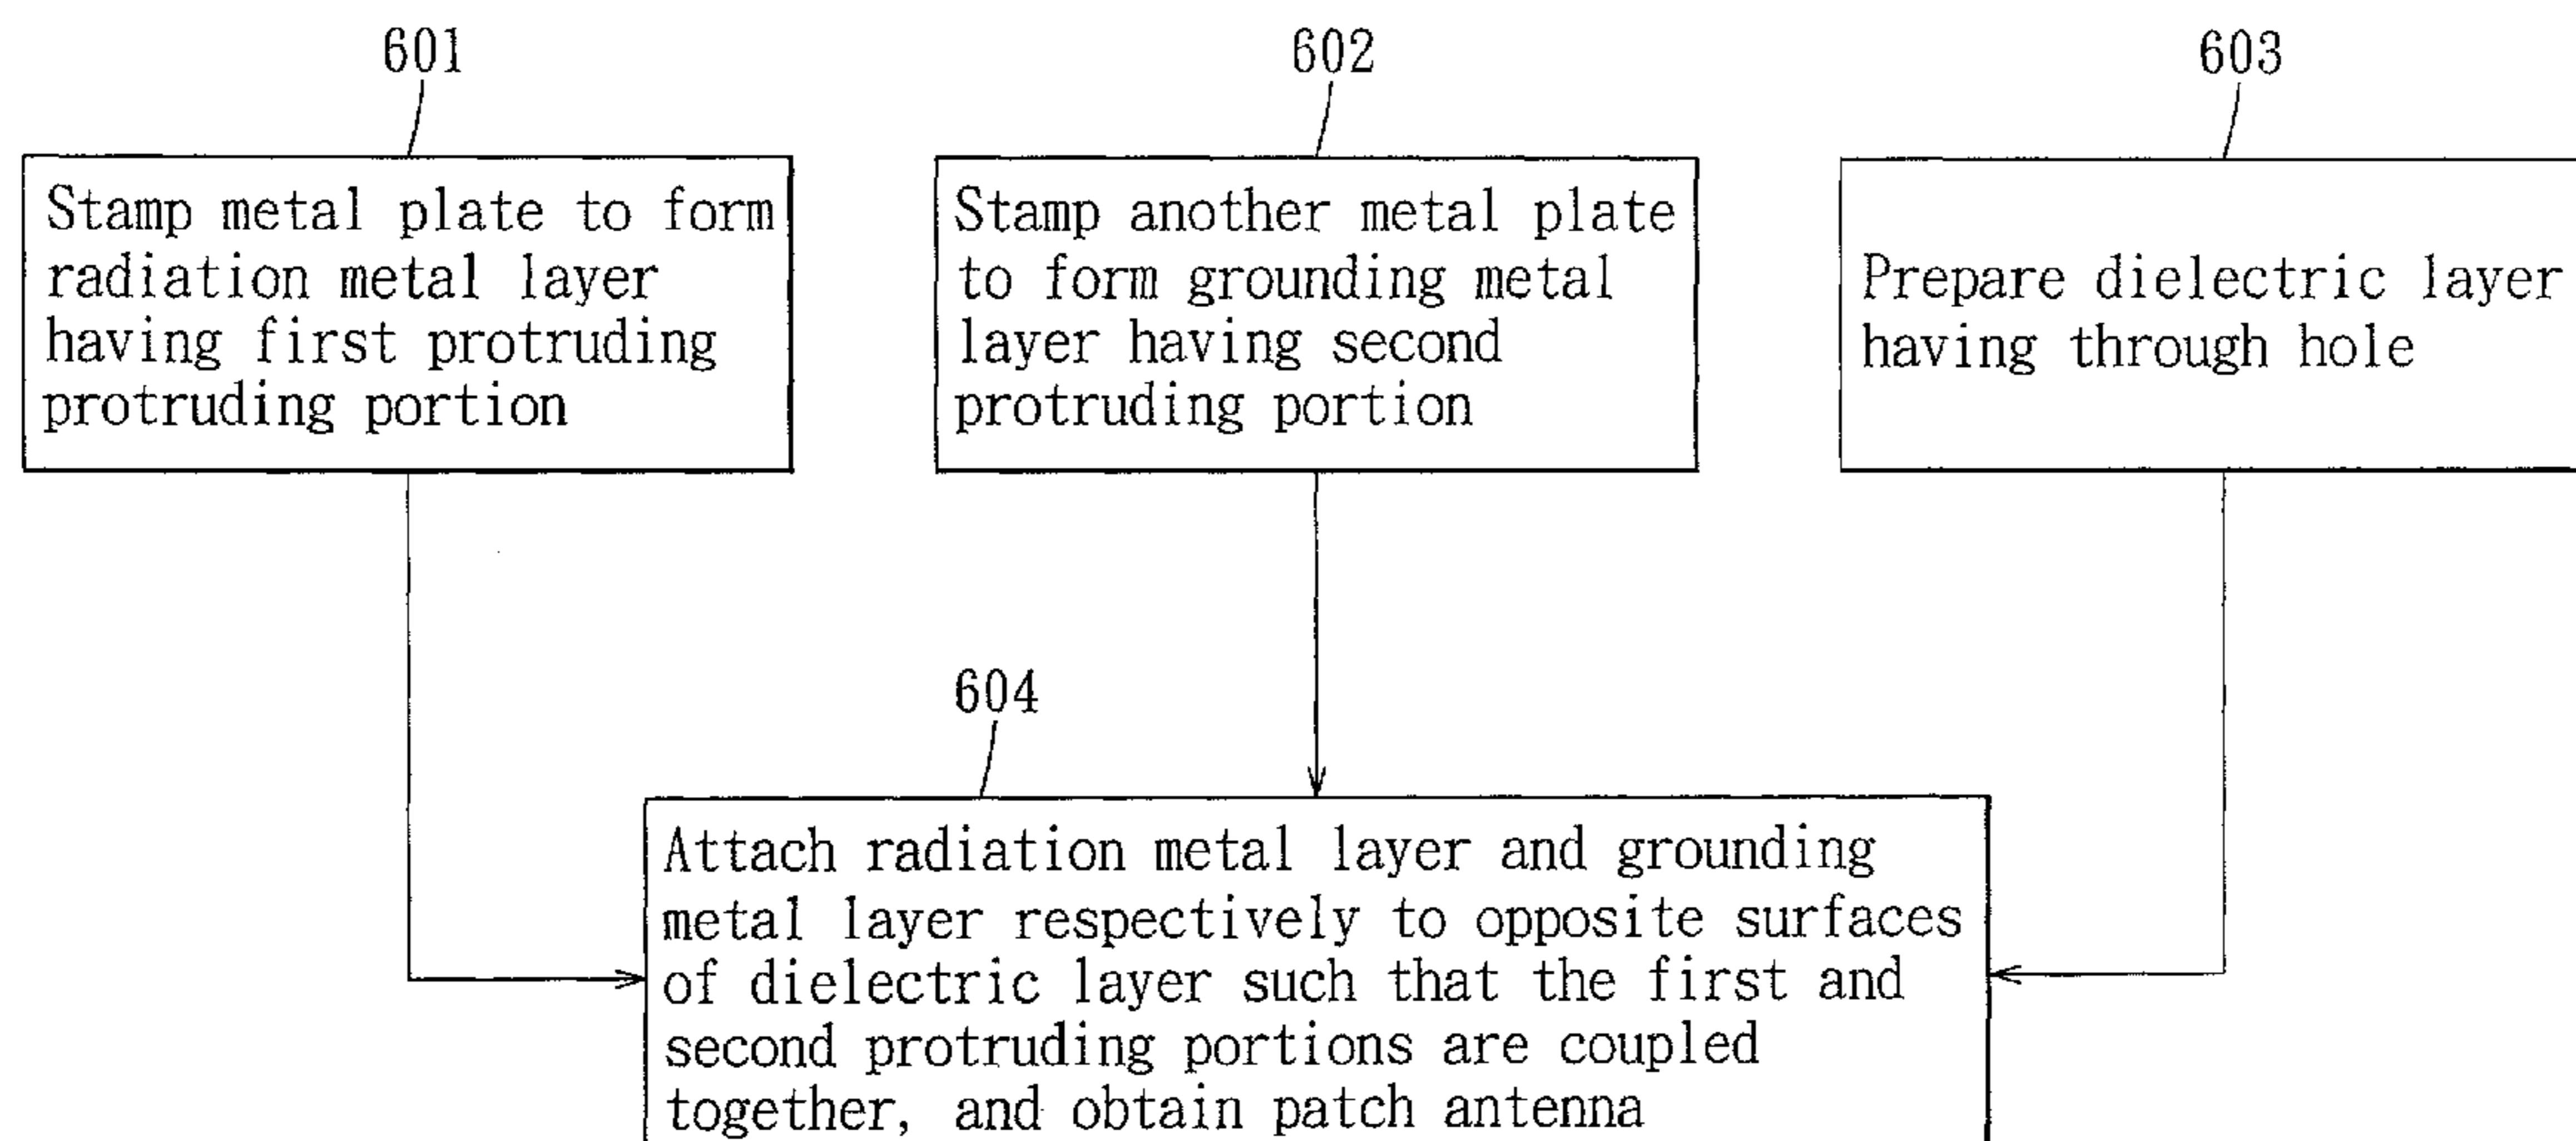 601
602
603
Stamp metal plate to form
radiation metal layer
having first protruding
protruding portion
Stamp another metal plate
to form grounding metal
layer having second
protruding portion
Prepare dielectric layer
having through hole
604
Attach radiation metal layer and grounding
metal layer respectively to opposite surfaces
of dielectric layer such that the first and
second protruding portions are coupled
together, and obtain patch antenna